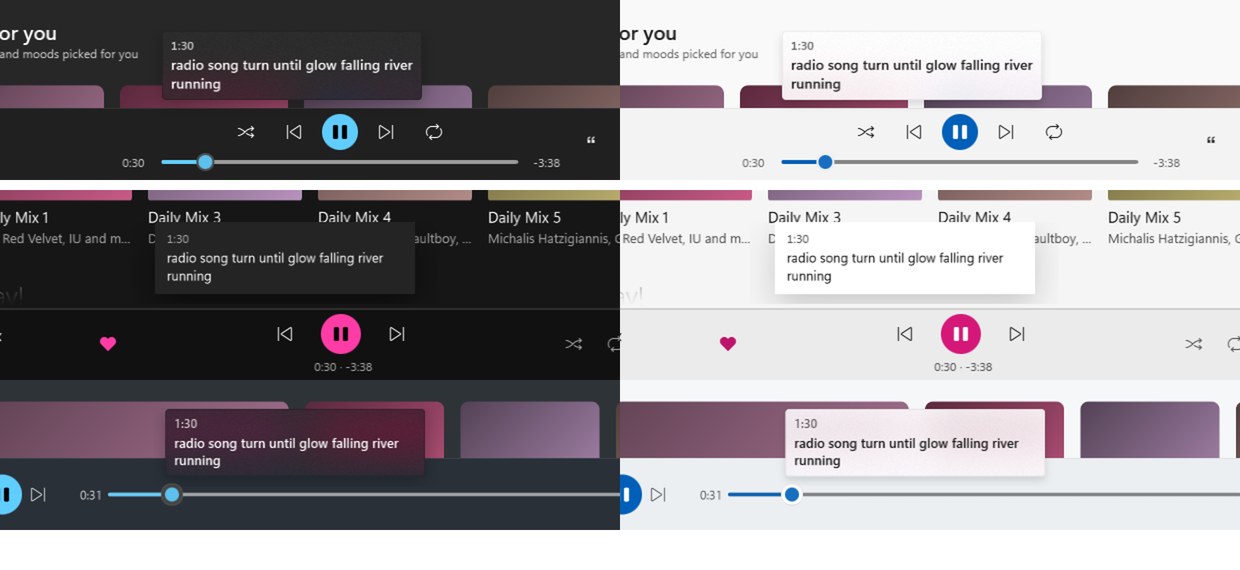 or you
and moods picked for you
1:30
radio song turn until glow falling river
running
0:30
-3:38
or you
and moods picked for you
1:30
radio song turn until glow falling river
running
0:30
-3:38
ly Mix 1
Daily Mix 3
Daily Mix 4
Daily Mix 5
Red Velvet, IU and m...
aultboy, ...
Michalis Hatzigiannis,
1:30
radio song turn until glow falling river
running
0:30 · -3:38
ly Mix 1
Daily Mix 3
Daily Mix 4
Daily Mix 5
Red Velvet, IU and m...
aultboy, ...
Michalis Hatzigiannis,
1:30
radio song turn until glow falling river
running
0:30 · -3:38
1:30
radio song turn until glow falling river
running
0:31
1:30
radio song turn until glow falling river
running
0:31